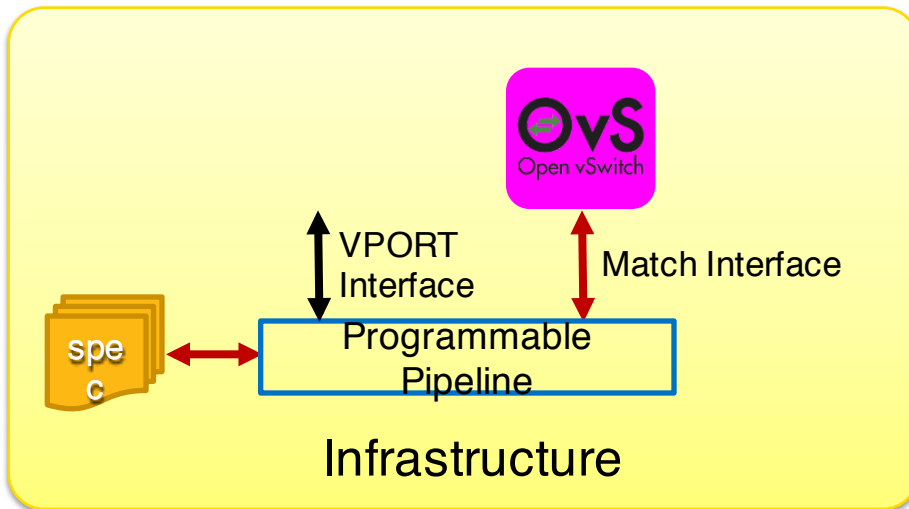 OvS
Open vSwitch
VPORT
Interface
Match Interface
spe
c
Programmable
Pipeline
Infrastructure